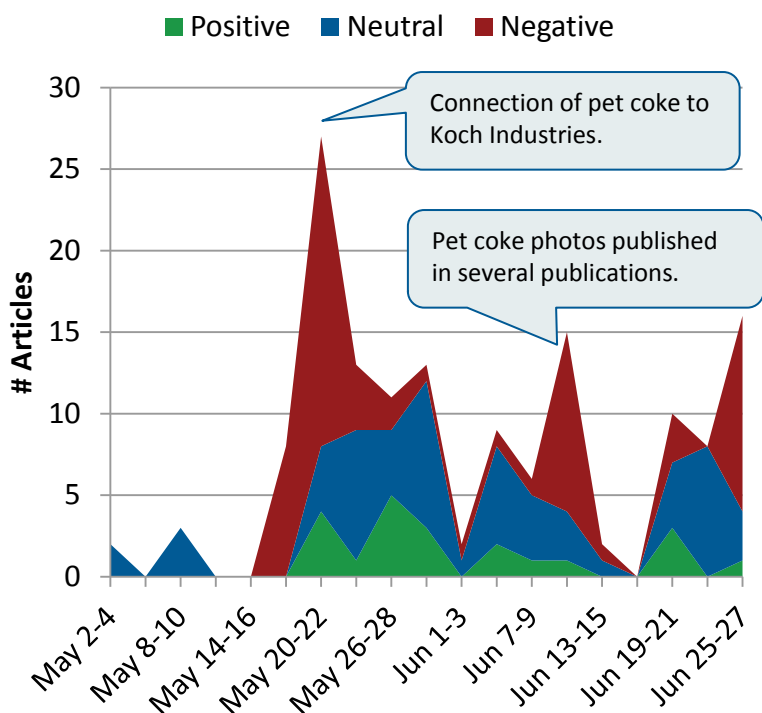 Positive Neutral Negative
30
25
20
15
10
5
0
# Articles
Connection of pet coke to
Koch Industries.
Pet coke photos published
in several publications.
May 2-4
May 8-10
May 14-16
May 20-22
May 26-28
Jun 1-3
Jun 7-9
Jun 13-15
Jun 19-21
Jun 25-27